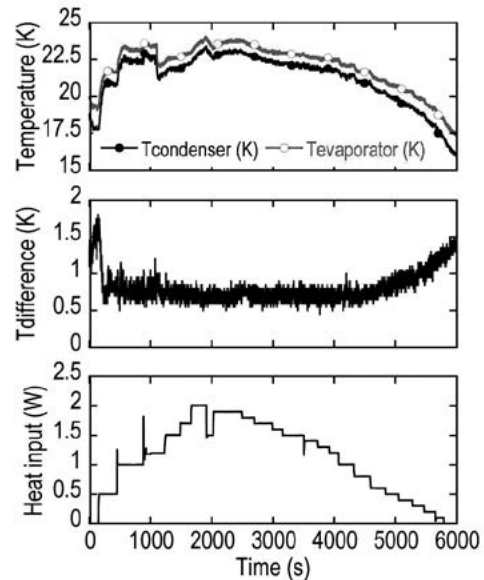 Temperature (K)
25
22.5
20
17.5
15
Tcondenser (K)
Tevaporator (K)
Tdifference (K)
2
1.5
1
0.5
0
Heat input (W)
2.5
2
1.5
1
0.5
0
0 1000 2000 3000 4000 5000 6000
Time (s)